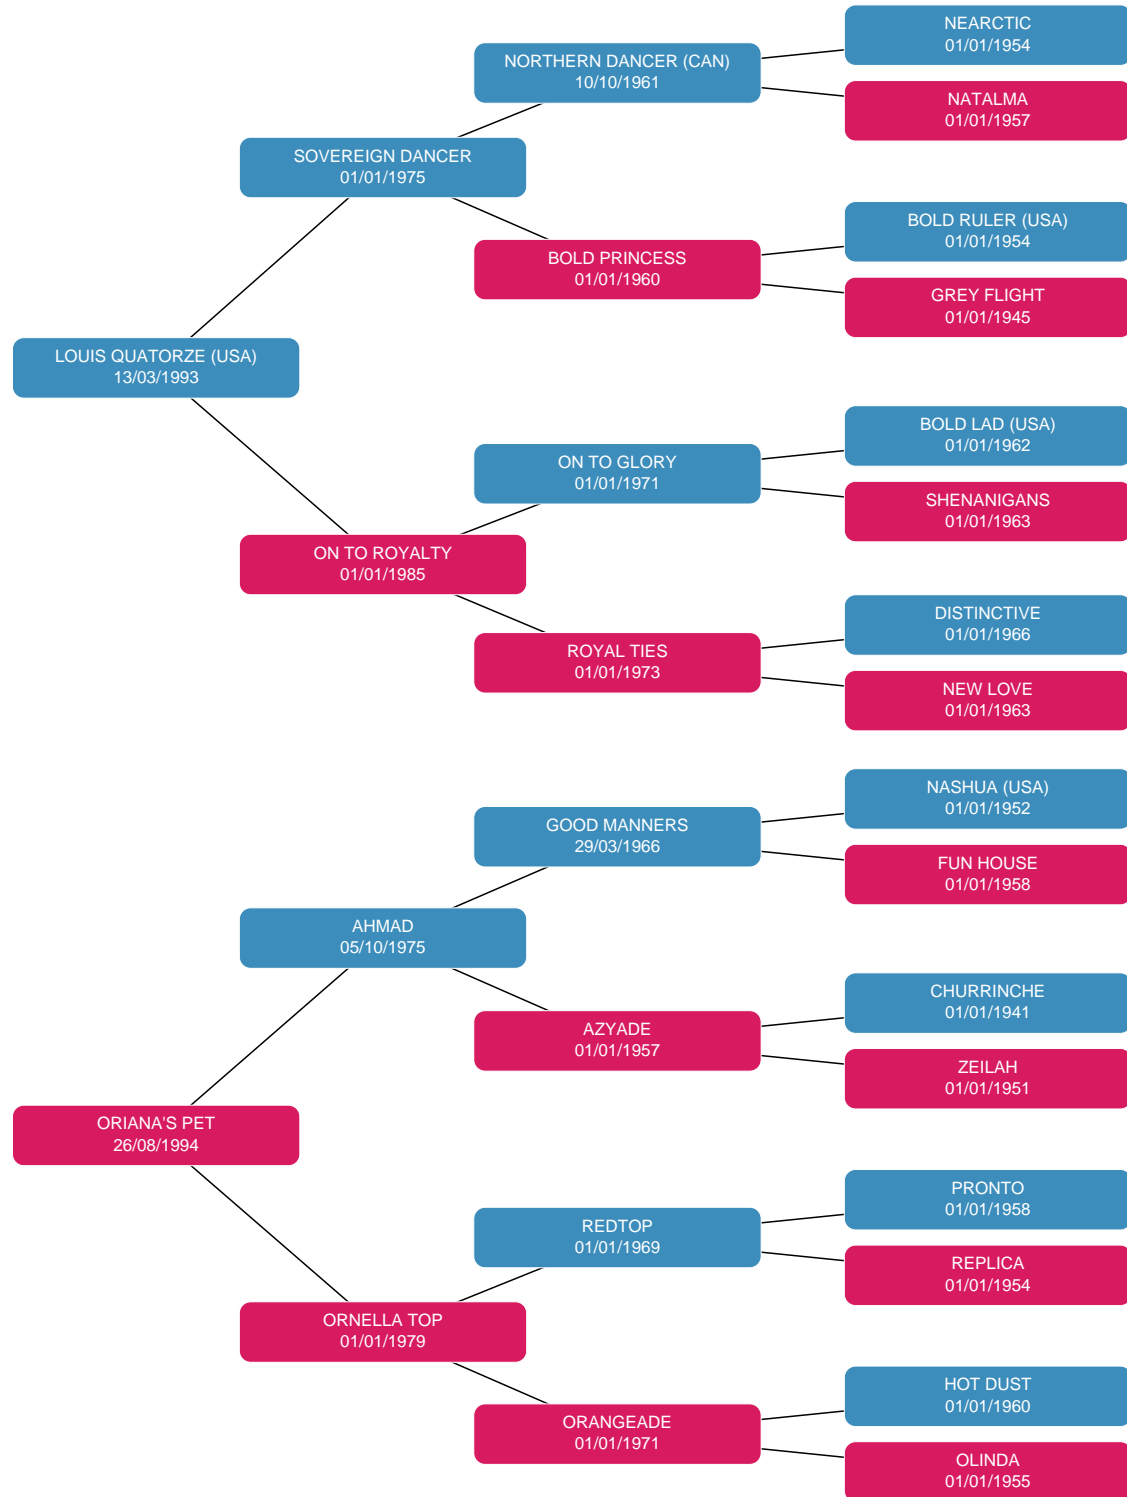 NEARCTIC
01/01/1954
NORTHERN DANCER (CAN)
10/10/1961
NATALMA
01/01/1957
SOVEREIGN DANCER
01/01/1975
BOLD RULER (USA)
01/01/1954
BOLD PRINCESS
01/01/1960
GREY FLIGHT
01/01/1945
LOUIS QUATORZE (USA)
13/03/1993
BOLD LAD (USA)
01/01/1962
ON TO GLORY
01/01/1971
SHENANIGANS
01/01/1963
ON TO ROYALTY
01/01/1985
DISTINCTIVE
01/01/1966
ROYAL TIES
01/01/1973
NEW LOVE
01/01/1963
NASHUA (USA)
01/01/1952
GOOD MANNERS
29/03/1966
FUN HOUSE
01/01/1958
AHMAD
05/10/1975
CHURRINCHE
01/01/1941
AZYADE
01/01/1957
ZEILAH
01/01/1951
ORIANA'S PET
26/08/1994
PRONTO
01/01/1958
REDTOP
01/01/1969
REPLICA
01/01/1954
ORNELLA TOP
01/01/1979
HOT DUST
01/01/1960
ORANGEADE
01/01/1971
OLINDA
01/01/1955